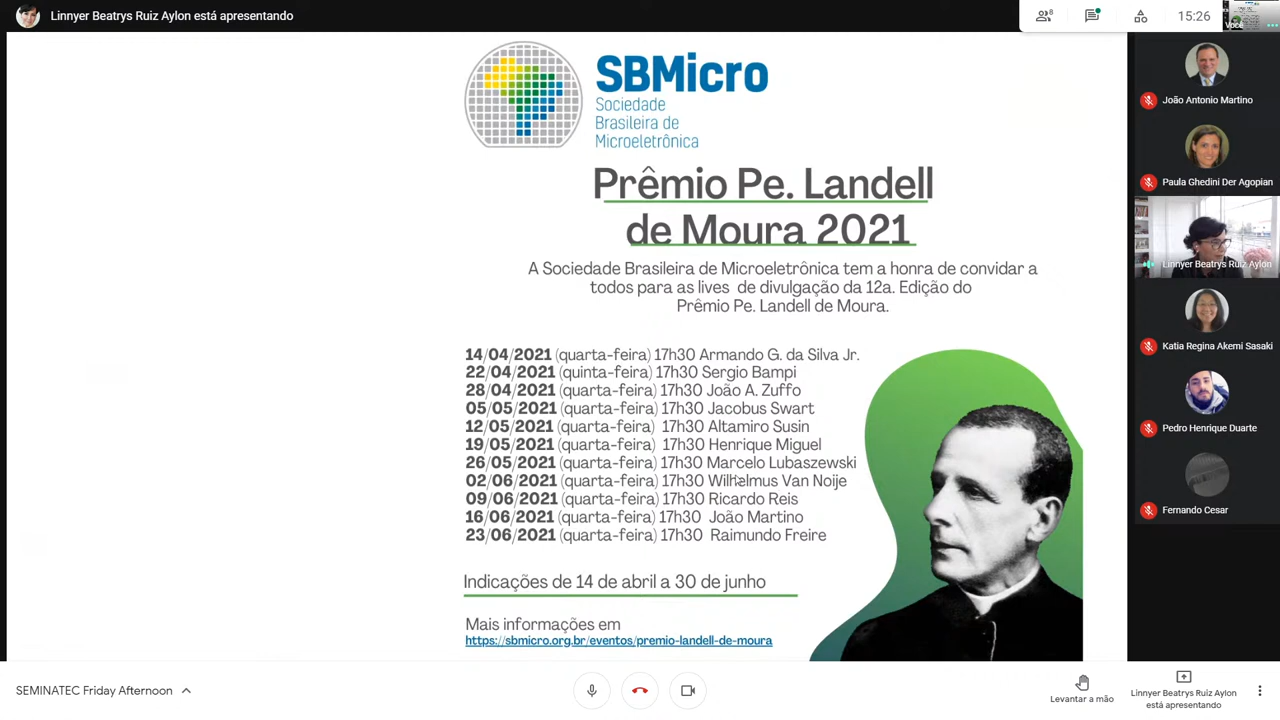 Linnyer Beatrys Ruiz Aylon está apresentando
8
15:26
Você
SBMicro
Sociedade
Brasileira de
Microeletrônica
Prêmio Pe. Landell
de Moura 2021
A Sociedade Brasileira de Microeletrônica tem a honra de convidar a
todos para as lives de divulgação da 12a. Edição do
Prêmio Pe. Landell de Moura.
14/04/2021 (quarta-feira) 17h30 Armando G. da Silva Jr.
22/04/2021 (quinta-feira) 17h30 Sergio Bampi
28/04/2021 (quarta-feira) 17h30 João A. Zuffo
05/05/2021 (quarta-feira) 17h30 Jacobus Swart
12/05/2021 (quarta-feira) 17h30 Altamiro Susin
19/05/2021 (quarta-feira) 17h30 Henrique Miguel
26/05/2021 (quarta-feira) 17h30 Marcelo Lubaszewski
02/06/2021 (quarta-feira) 17h30 Wilhelmus Van Noije
09/06/2021 (quarta-feira) 17h30 Ricardo Reis
16/06/2021 (quarta-feira) 17h30 João Martino
23/06/2021 (quarta-feira) 17h30 Raimundo Freire
Indicações de 14 de abril a 30 de junho
Mais informações em
https://sbmicro.org.br/eventos/premio-landell-de-moura
João Antonio Martino
Paula Ghedini Der Agopian
Linnyer Beatrys Ruiz Aylon
Katia Regina Akemi Sasaki
Pedro Henrique Duarte
Fernando Cesar
SEMINATEC Friday Afternoon
Levantar a mão
Linnyer Beatrys Ruiz Aylon
está apresentando